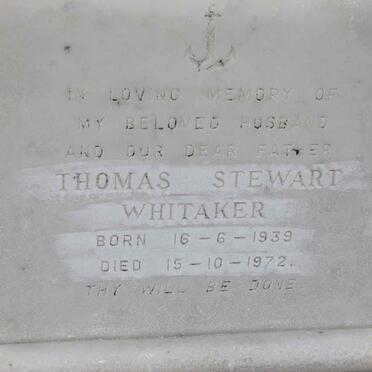 IN LOVING MEMORY OF
MY BELOVED HUSBAND
AND OUR DEAR FATHER
THOMAS STEWART
WHITAKER
BORN 16-6-1939
DIED 15-10-1972.
THY WILL BE DONE.